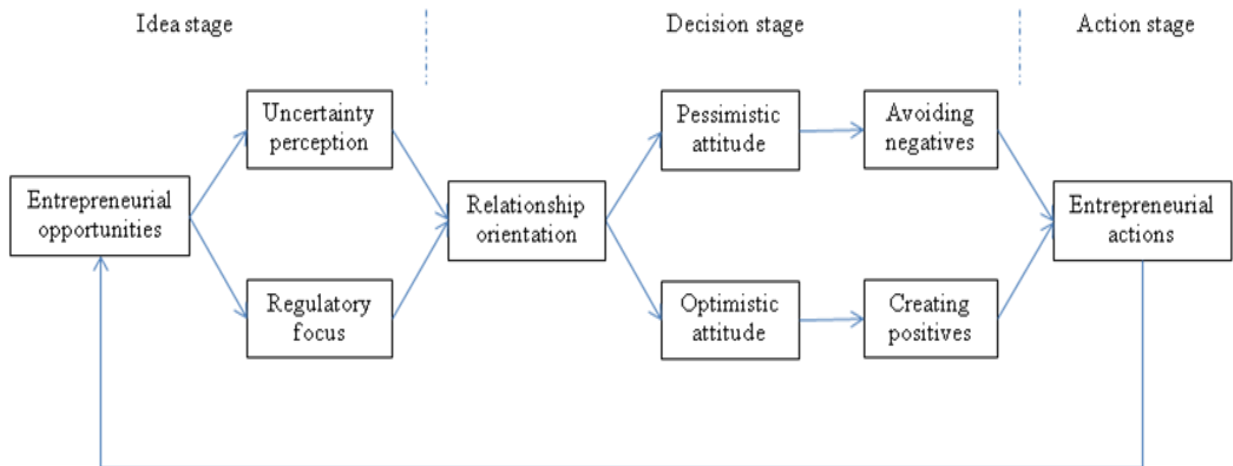 Idea stage
Decision stage
Action stage
Entrepreneurial
opportunities
Uncertainty
perception
Regulatory
focus
Relationship
orientation
Pessimistic
attitude
Avoiding
negatives
Optimistic
attitude
Creating
positives
Entrepreneurial
actions